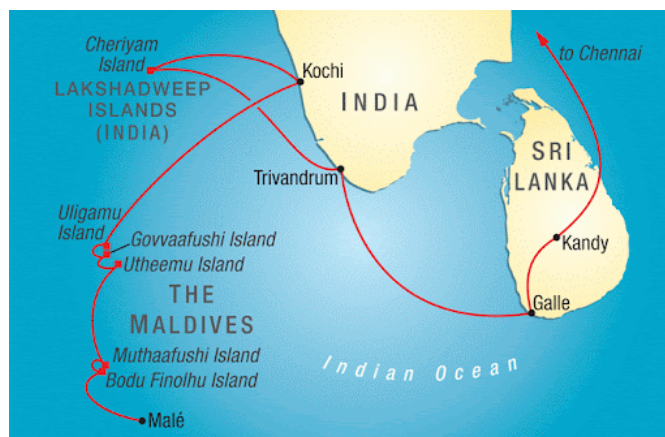 to Chennai
Cheriyam
Island
Kochi
LAKSHADWEEP
ISLANDS
(INDIA)
INDIA
SRI
LANKA
Trivandrum
Uligamu
Island
Govvaafushi Island
Utheemu Island
Kandy
THE
MALDIVES
Galle
Muthaafushi Island
Bodu Finolhu Island
Indian Ocean
Malé